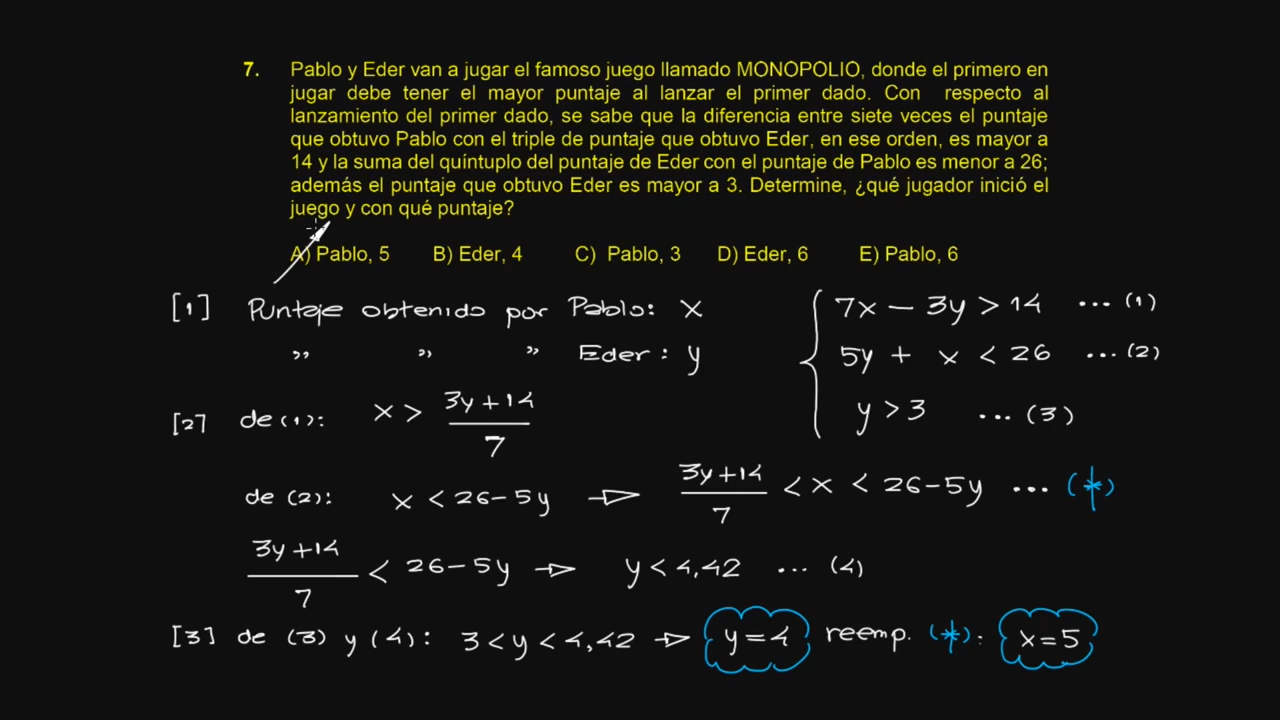 7. Pablo y Eder van a jugar el famoso juego llamado MONOPOLIO, donde el primero en
jugar debe tener el mayor puntaje al lanzar el primer dado. Con respecto al
lanzamiento del primer dado, se sabe que la diferencia entre siete veces el puntaje
que obtuvo Pablo con el triple de puntaje que obtuvo Eder, en ese orden, es mayor a
14 y la suma del quíntuplo del puntaje de Eder con el puntaje de Pablo es menor a 26;
además el puntaje que obtuvo Eder es mayor a 3. Determine, ¿qué jugador inició el
juego y con qué puntaje?
A) Pablo, 5 B) Eder, 4 C) Pablo, 3 D) Eder, 6 E) Pablo, 6
[1] Puntaje obtenido por Pablo: x
" " " Eder: y
7x - 3y > 14 ... (1)
5y + x < 26 ... (2)
y > 3 ... (3)
[2] de (1): x > (3y+14)/7
de (2): x < 26-5y ⇒ (3y+14)/7 < x < 26-5y ... (*)
(3y+14)/7 < 26-5y ⇒ y < 4,42 ... (4)
[3] de (3) y (4): 3 < y < 4,42 ⇒ y=4 reemp. (*): x=5